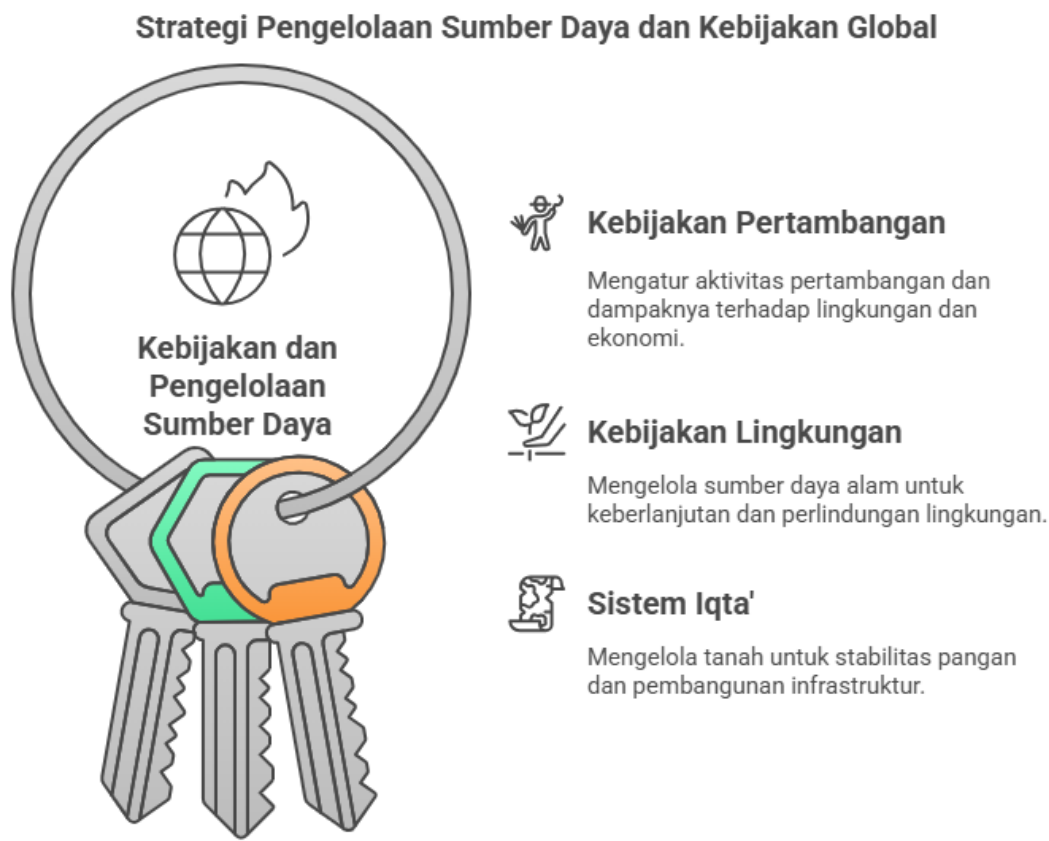 Strategi Pengelolaan Sumber Daya dan Kebijakan Global
Kebijakan dan
Pengelolaan
Sumber Daya
Kebijakan Pertambangan
Mengatur aktivitas pertambangan dan
dampaknya terhadap lingkungan dan
ekonomi.
Kebijakan Lingkungan
Mengelola sumber daya alam untuk
keberlanjutan dan perlindungan lingkungan.
Sistem Iqta'
Mengelola tanah untuk stabilitas pangan
dan pembangunan infrastruktur.